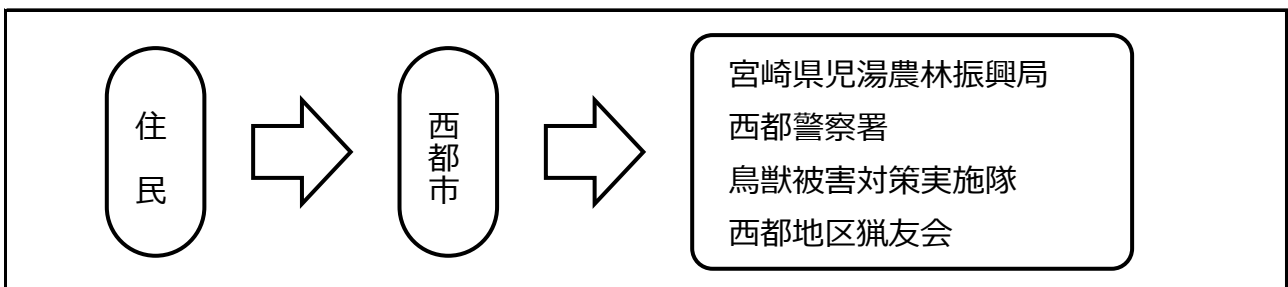 住民
西都市
宮崎県児湯農林振興局
西都警察署
鳥獣被害対策実施隊
西都地区猟友会